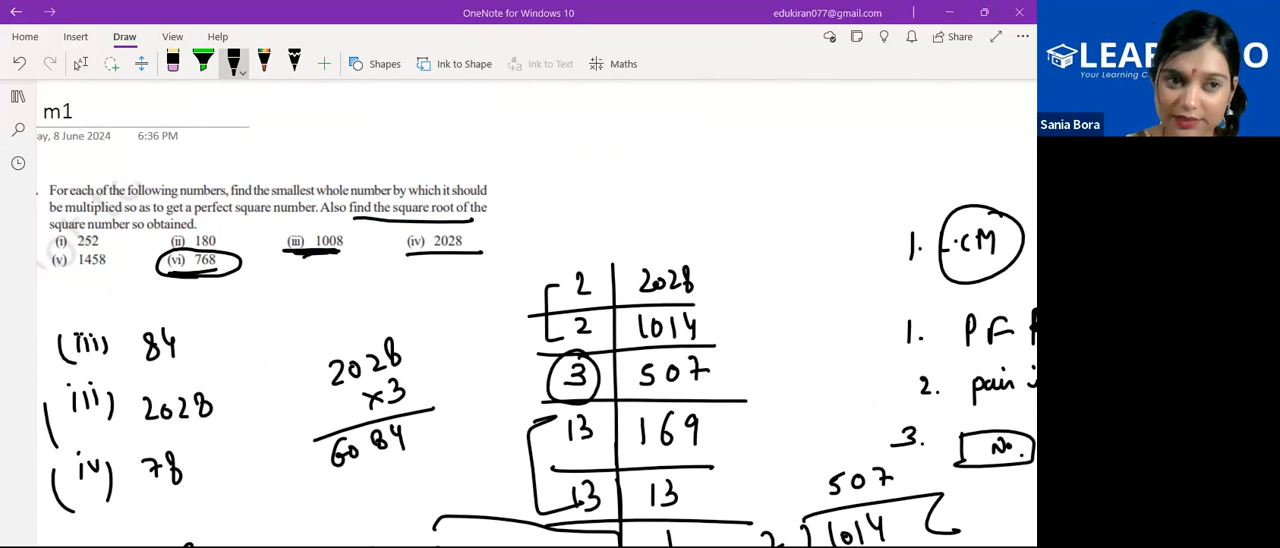 OneNote for Windows 10
edukiran077@gmail.com
Home Insert Draw View Help
Shapes Ink to Shape Ink to Text Maths Share
m1
ay, 8 June 2024 6:36 PM
Sania Bora
. For each of the following numbers, find the smallest whole number by which it should
be multiplied so as to get a perfect square number. Also find the square root of the
square number so obtained.
(i) 252 (ii) 180 (iii) 1008 (iv) 2028
(v) 1458 (vi) 768
(iii) 84
iii) 2028
(iv) 78
2028
×3
6084
2 2028
2 1014
3 507
13 169
13 13
1
1.
1. PF
2. pain
3. No.
507
2 1014